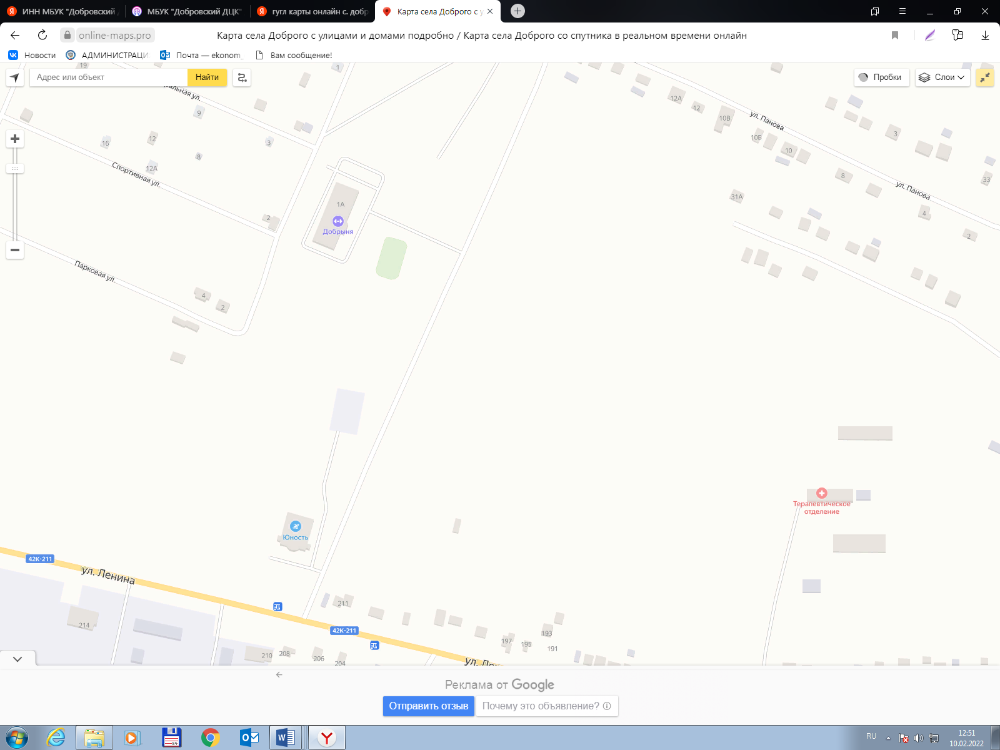 ИНН МБУК "Добровский
МБУК "Добровский ДЦК"
гугл карты онлайн с. добр
Карта села Доброго с у
online-maps.pro
Карта села Доброго с улицами и домами подробно / Карта села Доброго со спутника в реальном времени онлайн
Новости
АДМИНИСТРАЦИ
Почта — ekonom_
Вам сообщение!
Адрес или объект
Найти
Пробки
Слои
19
1
альная ул.
9
12А
12
10В
ул. Панова
3
16
12
8
3
10Б
10
12А
Спортивная ул.
8
33
ул. Панова
31А
1А
4
2
Добрыня
2
Парковая ул.
4
2
Терапевтическое
отделение
Юность
42К-211
ул. Ленина
211
214
42К-211
197
195
193
191
210
208
206
204
ул. Ле
Реклама от Google
Отправить отзыв
Почему это объявление?
RU
12:51
10.02.2022